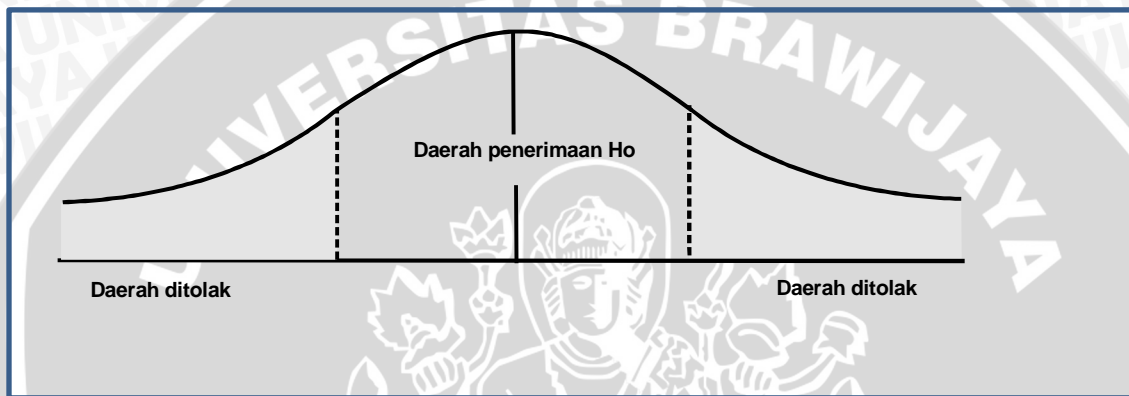 UNIVERSITAS BRAWIJAYA
Daerah penerimaan Ho
Daerah ditolak
Daerah ditolak